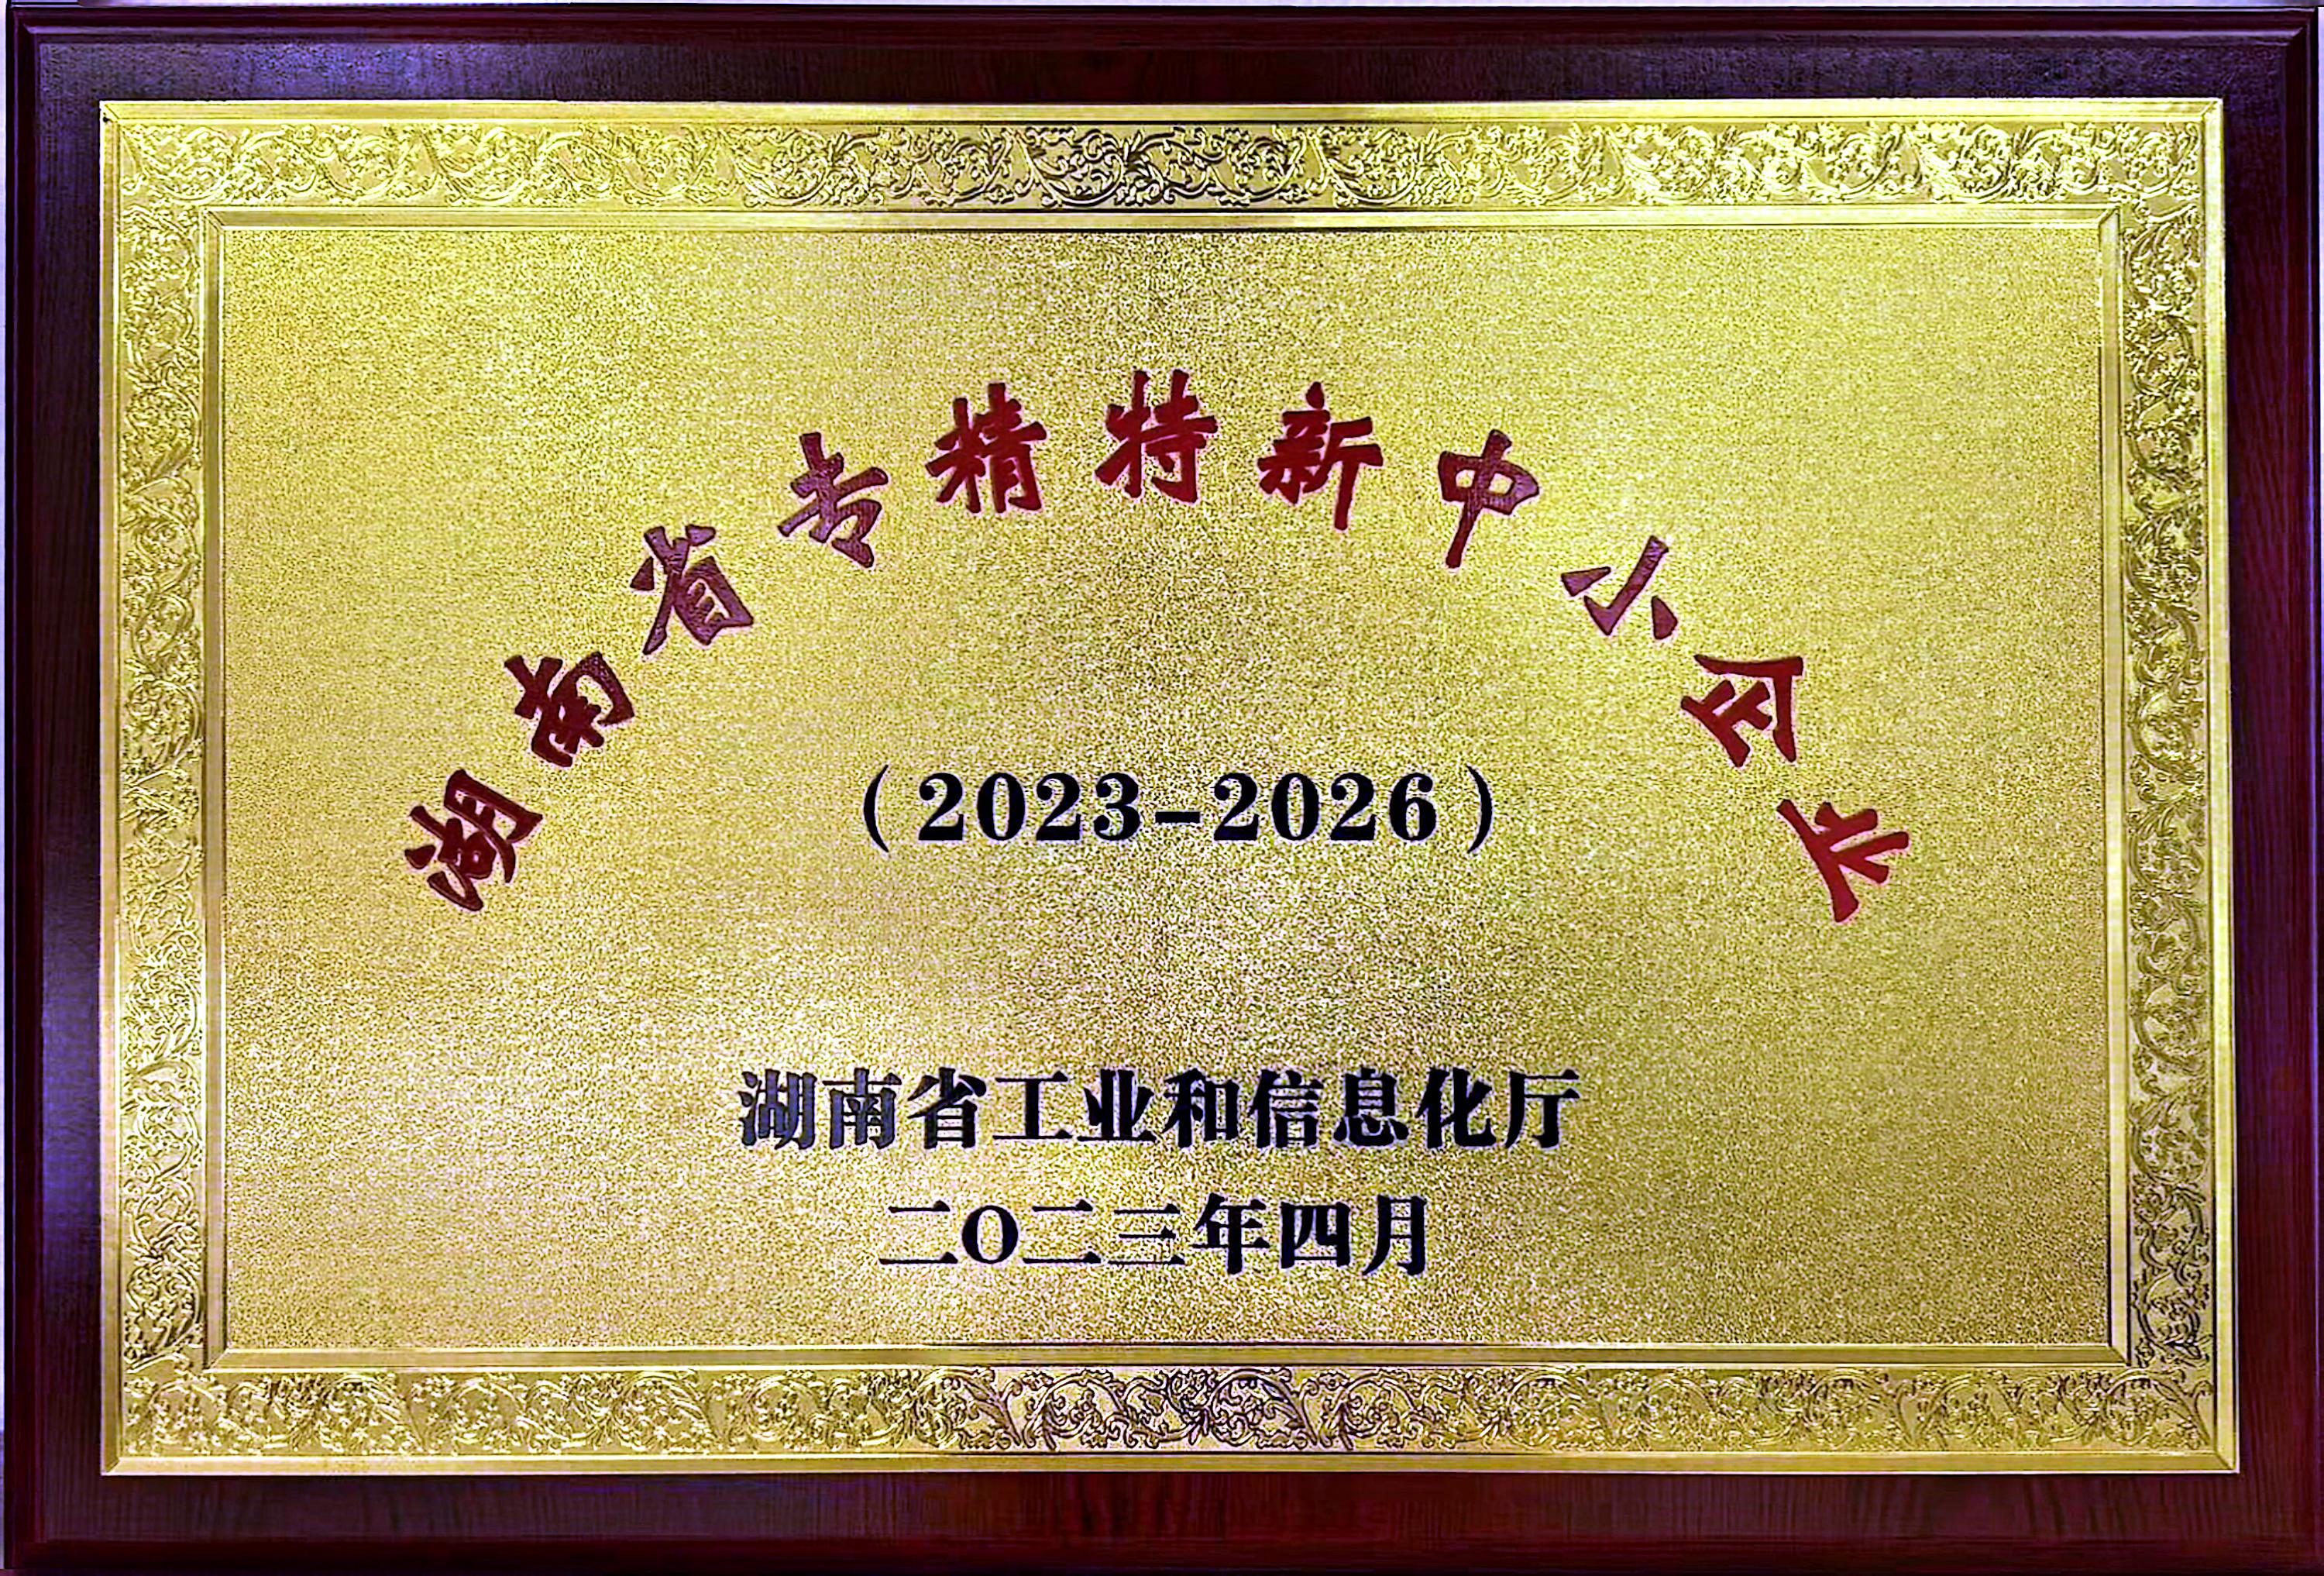 湖南省专精特新中小企业
（2023-2026）
湖南省工业和信息化厅
二O二三年四月